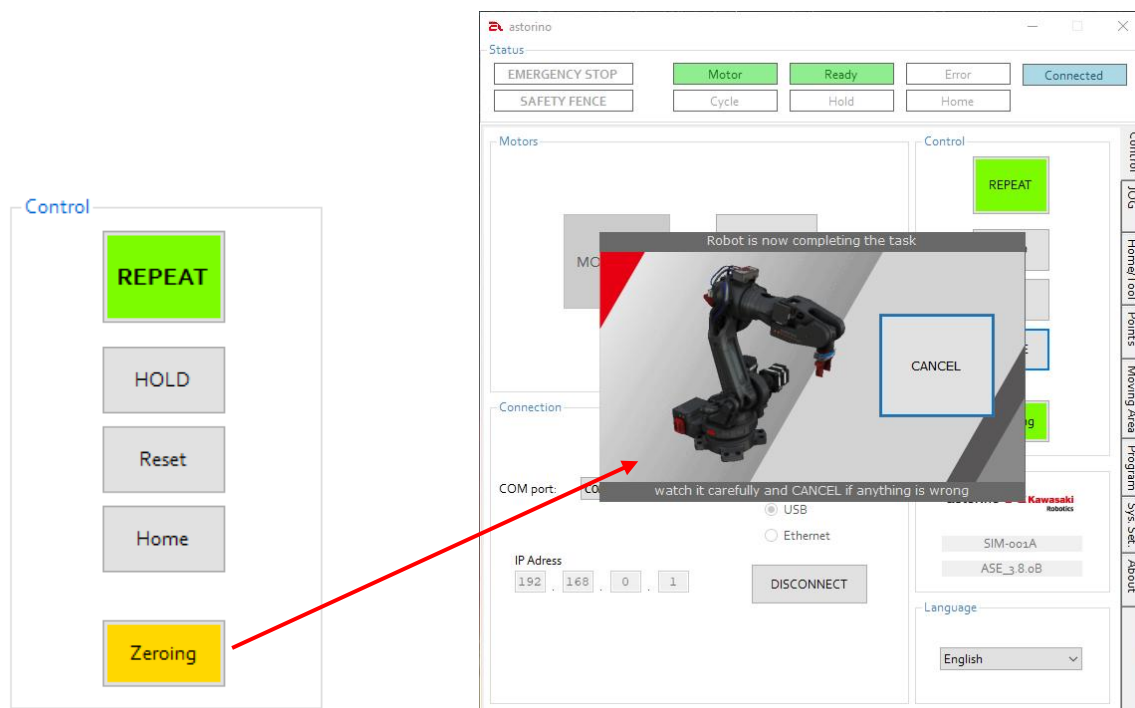 Control
REPEAT
HOLD
Reset
Home
Zeroing
astorino
Status
EMERGENCY STOP
Motor
Ready
Error
Connected
SAFETY FENCE
Cycle
Hold
Home
Motors
Control
REPEAT
MO
Robot is now completing the task
CANCEL
watch it carefully and CANCEL if anything is wrong
Connection
COM port:
USB
Ethernet
IP Adress
192 . 168 . 0 . 1
DISCONNECT
Kawasaki
Robotics
SIM-001A
ASE_3.8.0B
Language
English
Control
JOG
Home/Tool
Points
Moving Area
Program
Sys. Set.
About